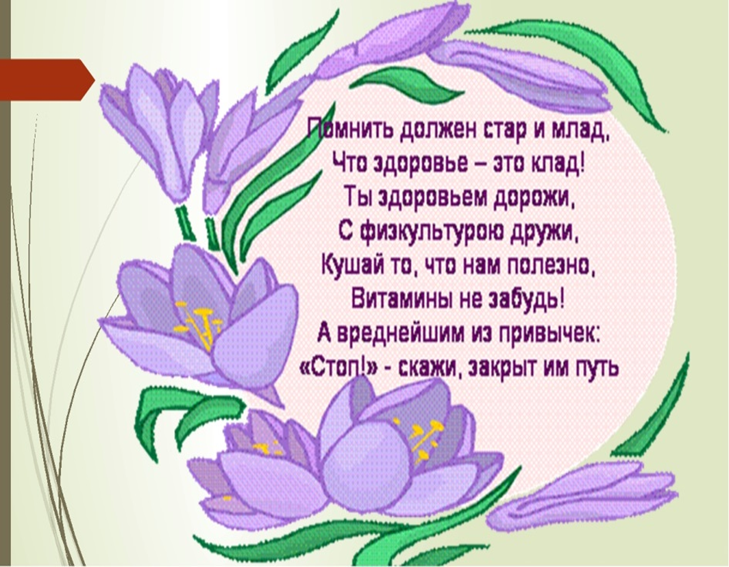 Помнить должен стар и млад,
Что здоровье – это клад!
Ты здоровьем дорожи,
С физкультурою дружи,
Кушай то, что нам полезно,
Витамины не забудь!
А вреднейшим из привычек:
«Стоп!» - скажи, закрыт им путь